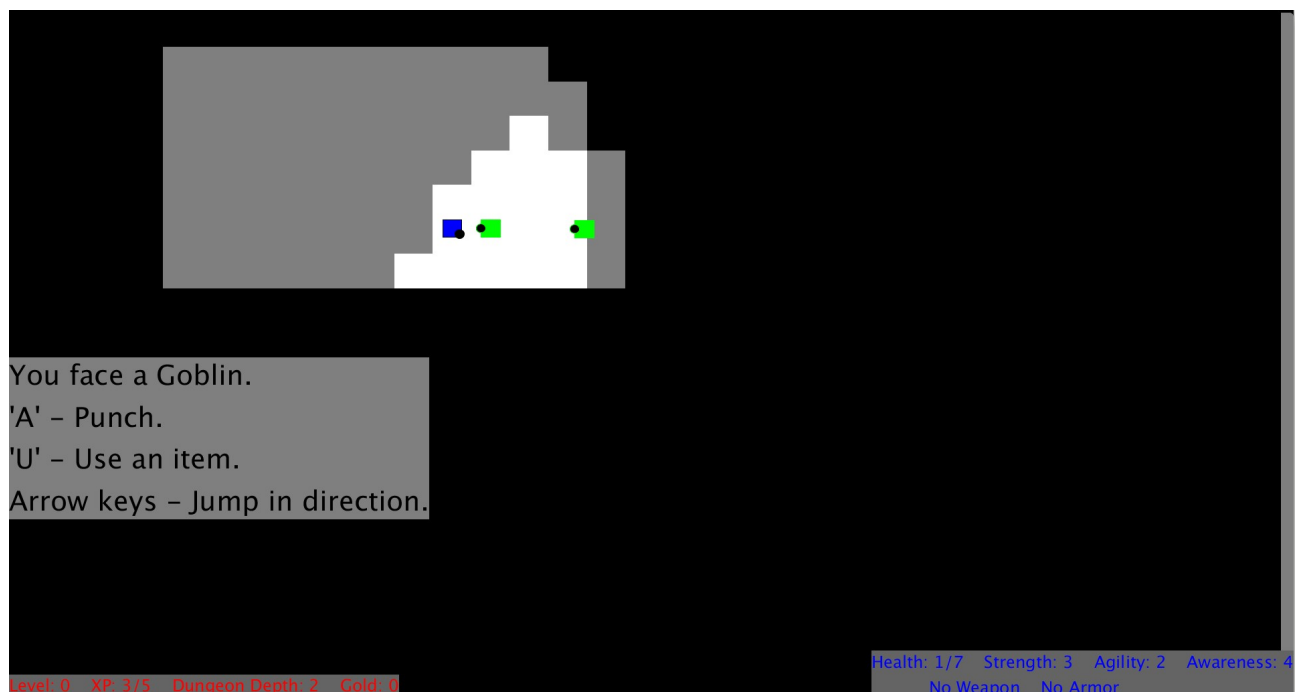 You face a Goblin.
'A' – Punch.
'U' – Use an item.
Arrow keys – Jump in direction.
Health: 1/7 Strength: 3 Agility: 2 Awareness: 4
Level: 0 XP: 3/5 Dungeon Depth: 2 Gold: 0
No Weapon No Armor